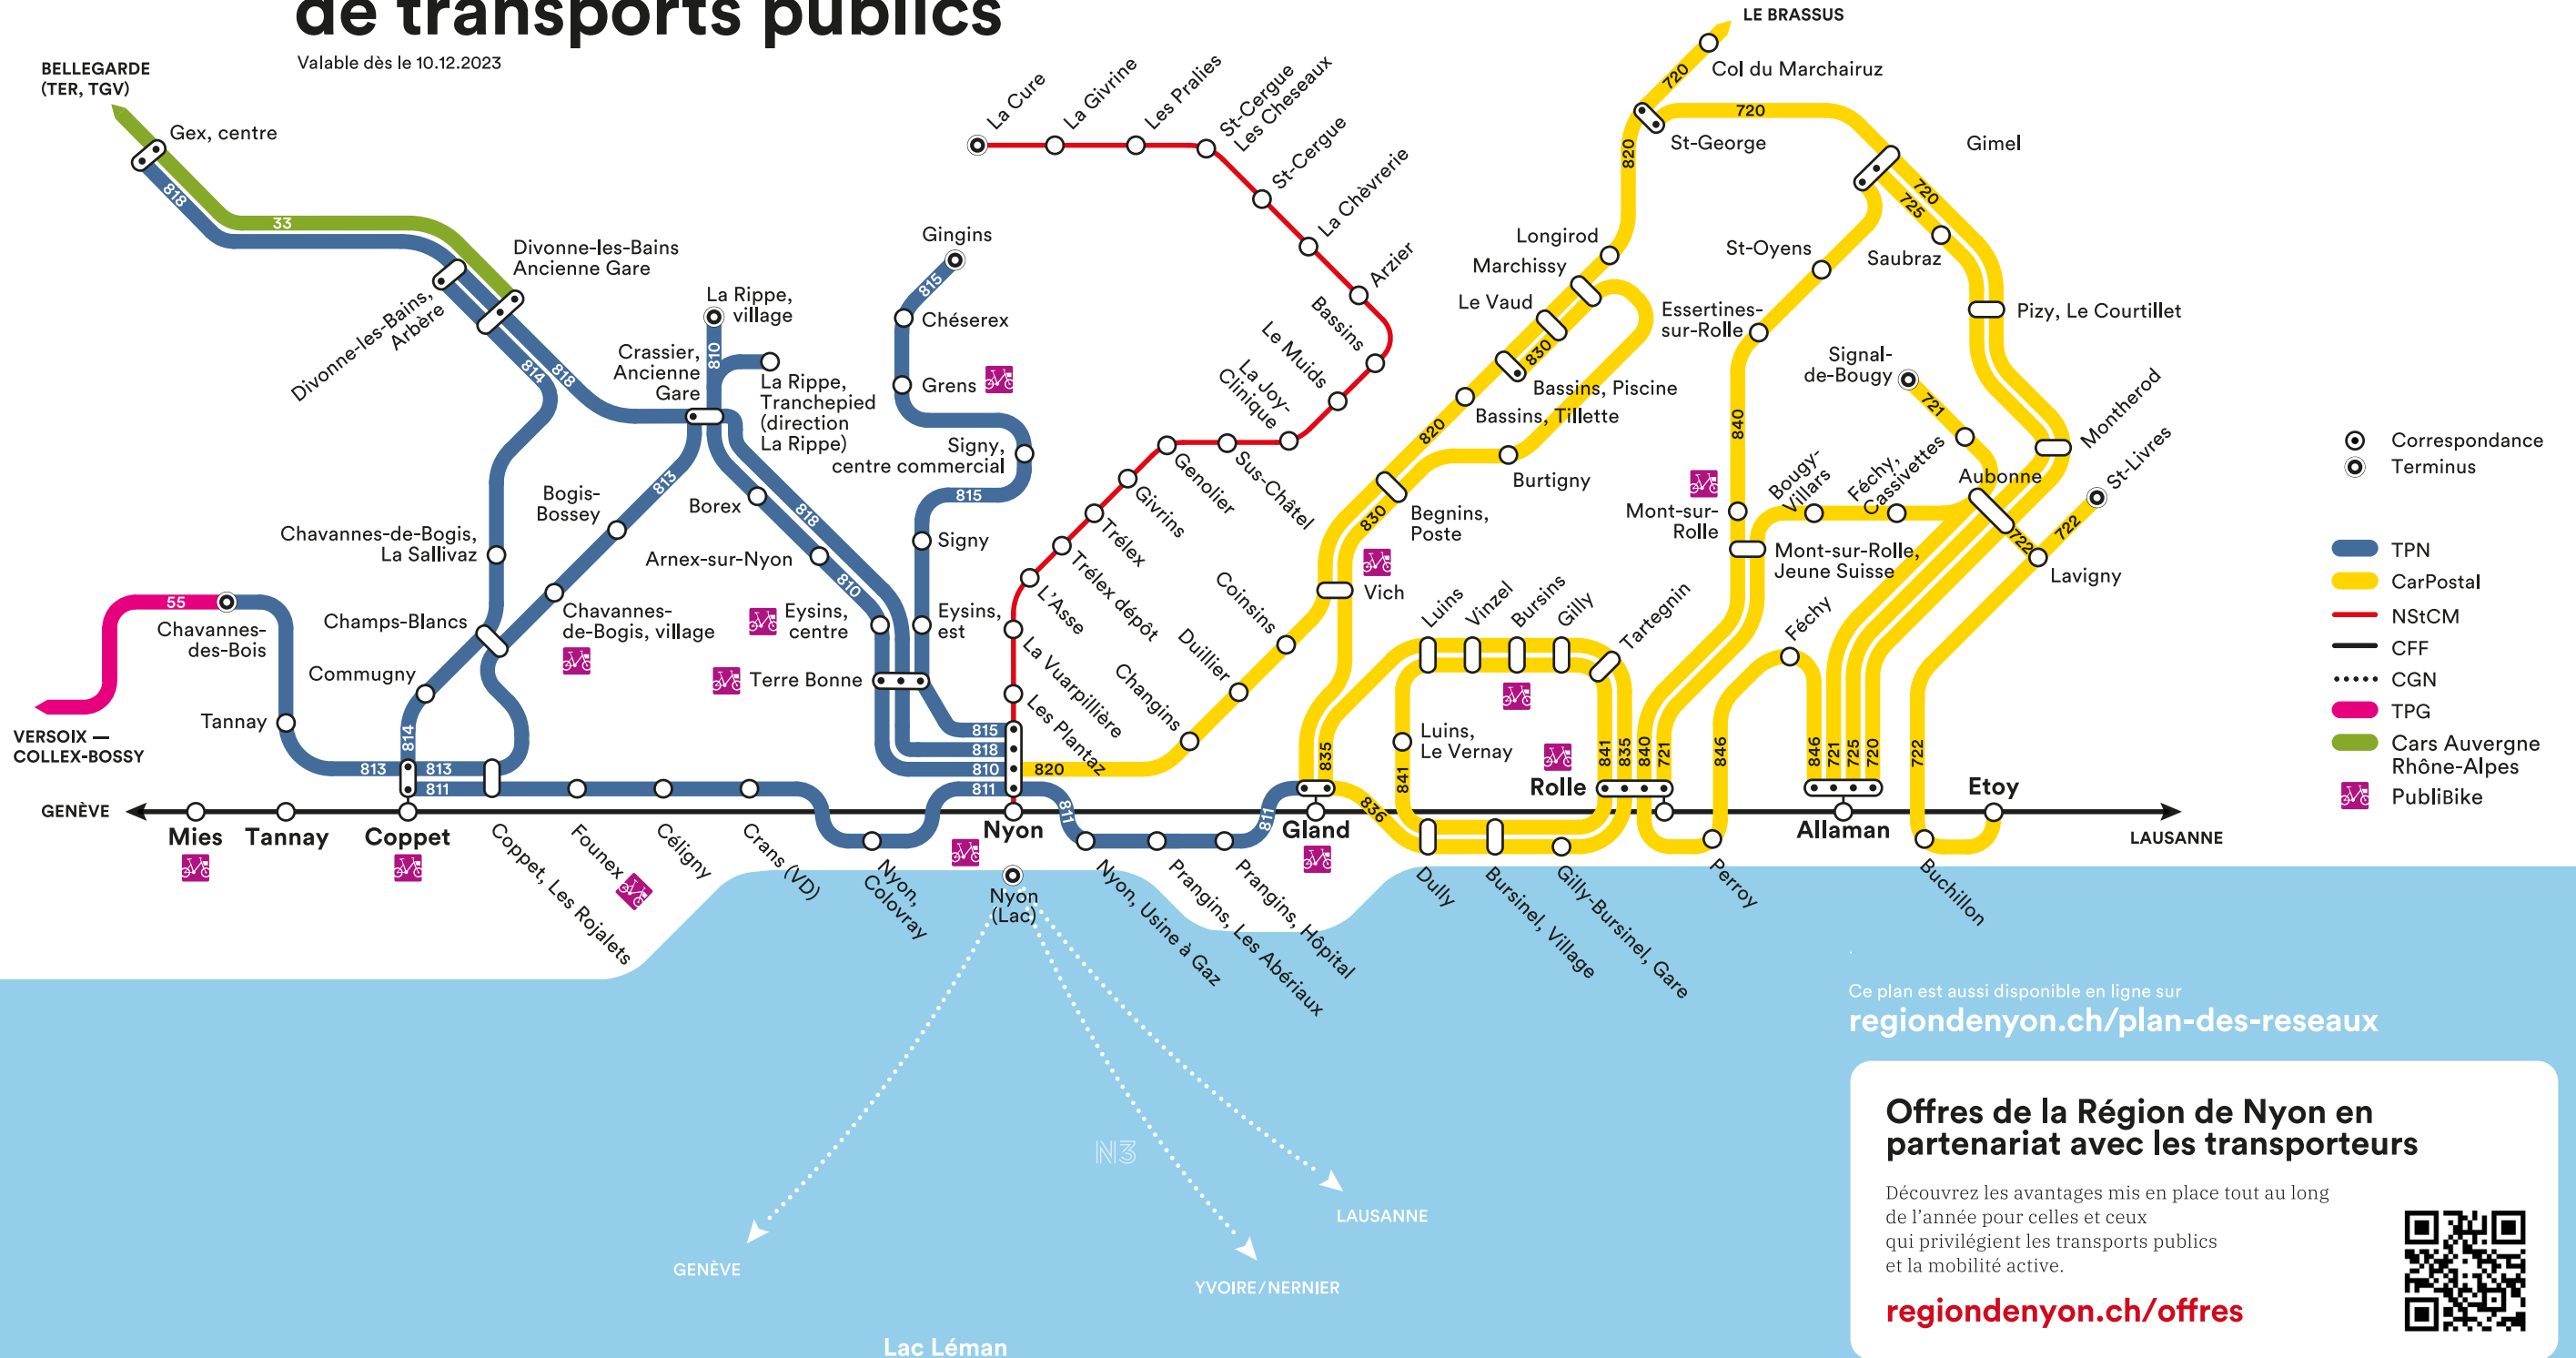 de transports publics
Valable dès le 10.12.2023
BELLEGARDE
(TER, TGV)
Gex, centre
818
33
Divonne-les-Bains
Ancienne Gare
Divonne-les-Bains,
Arbère
814
818
La Rippe,
village
810
Crassier,
Ancienne
Gare
La Rippe,
Tranchepied
(direction
La Rippe)
813
Bogis-
Bossey
Borex
818
Arnex-sur-Nyon
810
Chavannes-de-Bogis,
La Sallivaz
Champs-Blancs
Chavannes-
de-Bogis, village
Commugny
814
55
Chavannes-
des-Bois
Tannay
VERSOIX —
COLLEX-BOSSY
813
813
811
Eysins,
centre
Terre Bonne
Gingins
815
Chéserex
Grens
Signy,
centre commercial
815
Signy
Eysins,
est
815
818
810
811
820
La Cure
La Givrine
Les Pralies
St-Cergue
Les Cheseaux
St-Cergue
La Chèvrerie
Arzier
Bassins
Le Muids
La Joy-
Clinique
Sus-Châtel
Genolier
Givrins
Trélex
Trélex dépôt
L'Asse
La Vuarpillière
Les Plantaz
Changins
Duillier
Coinsins
Vich
830
Begnins,
Poste
820
Burtigny
Bassins, Tillette
Bassins, Piscine
830
Le Vaud
Marchissy
Longirod
820
St-George
720
Col du Marchairuz
LE BRASSUS
720
Gimel
720
725
Saubraz
St-Oyens
Essertines-
sur-Rolle
Pizy, Le Courtillet
Signal-
de-Bougy
721
840
Montherod
St-Livres
Aubonne
722
722
Lavigny
Mont-sur-
Rolle
Bougy-
Villars
Féchy,
Cassivettes
Mont-sur-Rolle,
Jeune Suisse
Féchy
Luins
Vinzel
Bursins
Gilly
Tartegnin
Luins,
Le Vernay
835
841
836
841
835
840
721
846
846
721
725
720
722
Rolle
Etoy
GENÈVE
Mies
Tannay
Coppet
Nyon
Gland
Allaman
LAUSANNE
811
811
Coppet, Les Rojalets
Founex
Céligny
Crans (VD)
Nyon,
Colovray
Nyon
(Lac)
Nyon, Usine à Gaz
Prangins, Les Abériaux
Prangins, Hôpital
Dully
Bursinel, Village
Gilly-Bursinel, Gare
Perroy
Buchillon
Correspondance
Terminus
TPN
CarPostal
NStCM
CFF
CGN
TPG
Cars Auvergne
Rhône-Alpes
PubliBike
N3
GENÈVE
YVOIRE/NERNIER
LAUSANNE
Lac Léman
Ce plan est aussi disponible en ligne sur
regiondenyon.ch/plan-des-reseaux
Offres de la Région de Nyon en
partenariat avec les transporteurs
Découvrez les avantages mis en place tout au long
de l'année pour celles et ceux
qui privilégient les transports publics
et la mobilité active.
regiondenyon.ch/offres